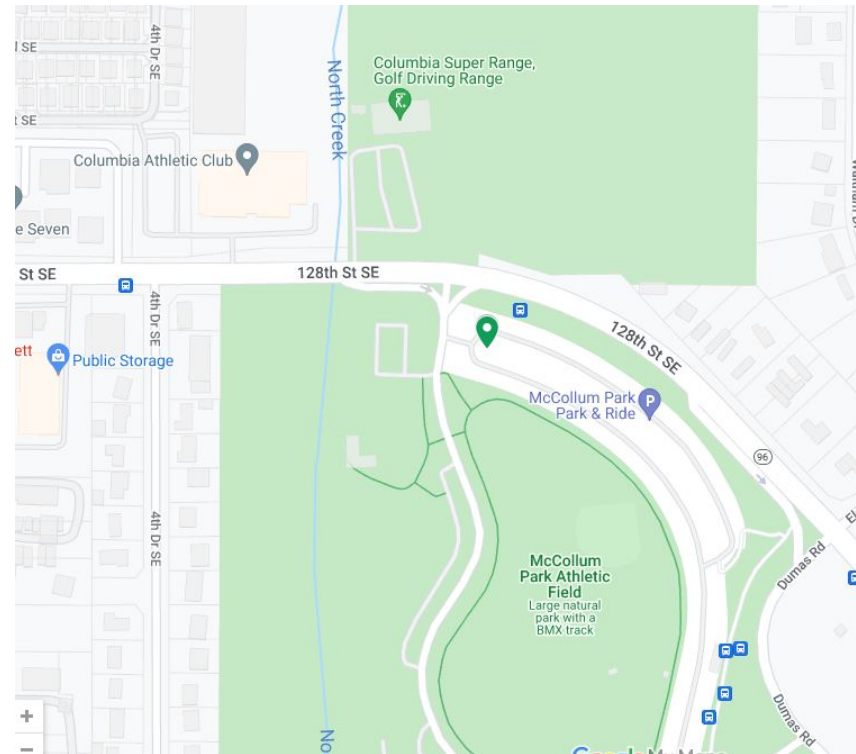 I SE
4th Dr SE
t SE
North Creek
Columbia Super Range,
Golf Driving Range
Columbia Athletic Club
e Seven
St SE
128th St SE
4th Dr SE
ett
Public Storage
128th St SE
McCollum Park
Park & Ride
P
96
4th Dr SE
McCollum
Park Athletic
Field
Large natural
park with a
BMX track
Dumas Rd
El
Dumas Rd
No
+
−